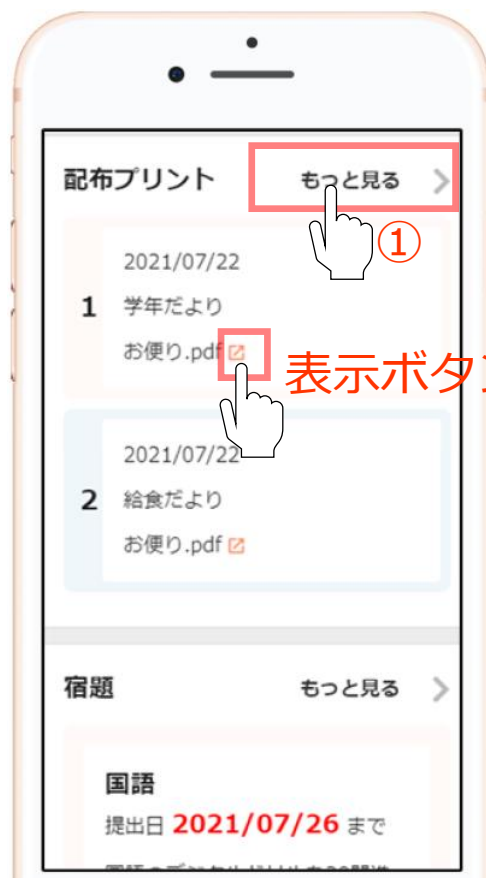 配布プリント もっと見る
①
2021/07/22
1 学年だより
お便り.pdf
表示ボタ
2021/07/22
2 給食だより
お便り.pdf
宿題 もっと見る
国語
提出日 2021/07/26 まで